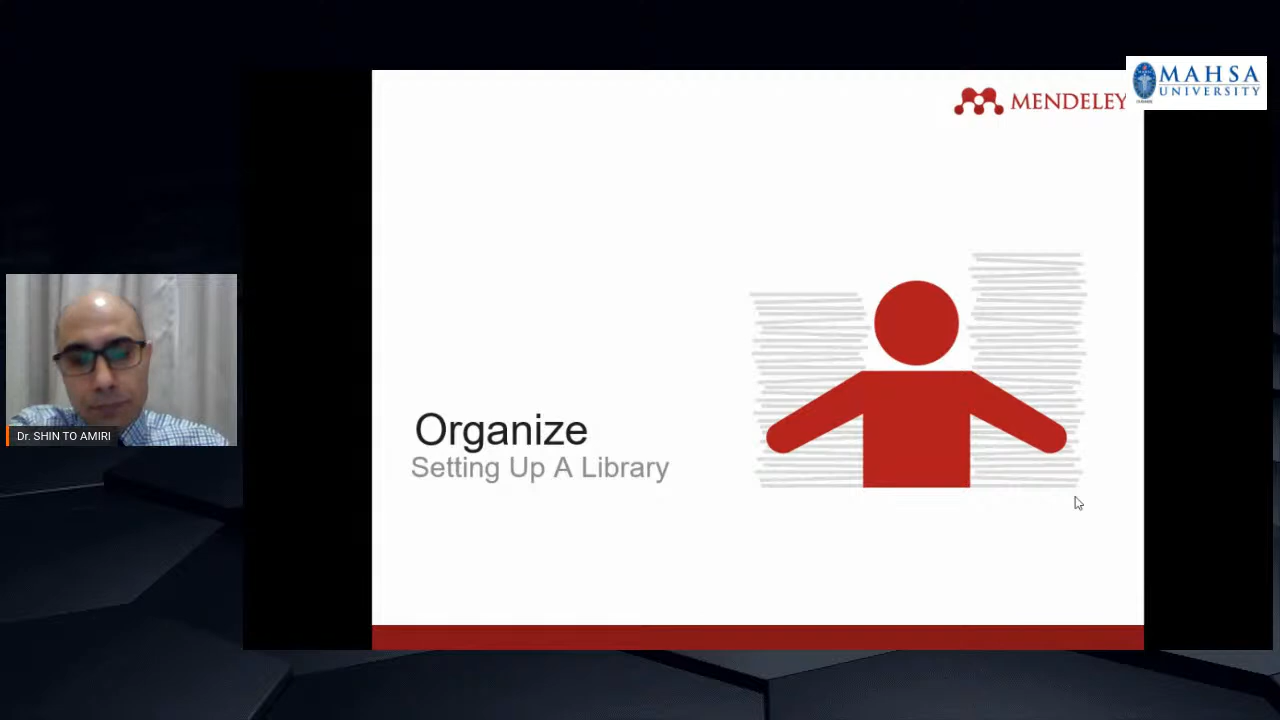 MENDELEY
MAHSA
UNIVERSITY
Organize
Setting Up A Library
Dr. SHIN TO AMIRI